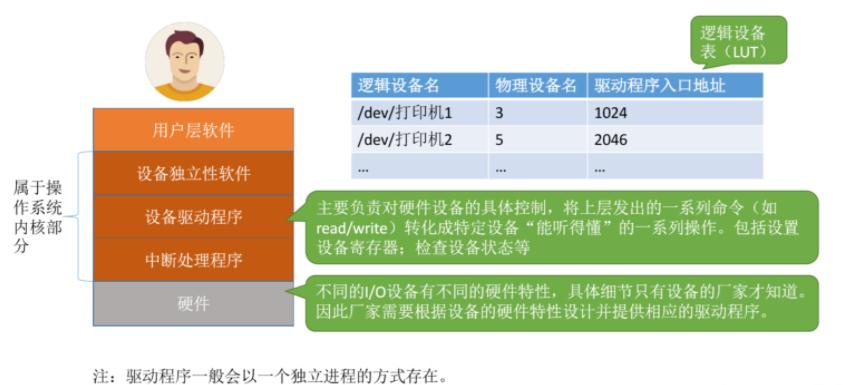 逻辑设备
表（LUT）
逻辑设备名 物理设备名 驱动程序入口地址
/dev/打印机1 3 1024
/dev/打印机2 5 2046
… … …
用户层软件
设备独立性软件
设备驱动程序
中断处理程序
硬件
属于操
作系统
内核部
分
主要负责对硬件设备的具体控制，将上层发出的一系列命令（如
read/write）转化成特定设备“能听得懂”的一系列操作。包括设置
设备寄存器；检查设备状态等
不同的I/O设备有不同的硬件特性，具体细节只有设备的厂家才知道。
因此厂家需要根据设备的硬件特性设计并提供相应的驱动程序。
注：驱动程序一般会以一个独立进程的方式存在。